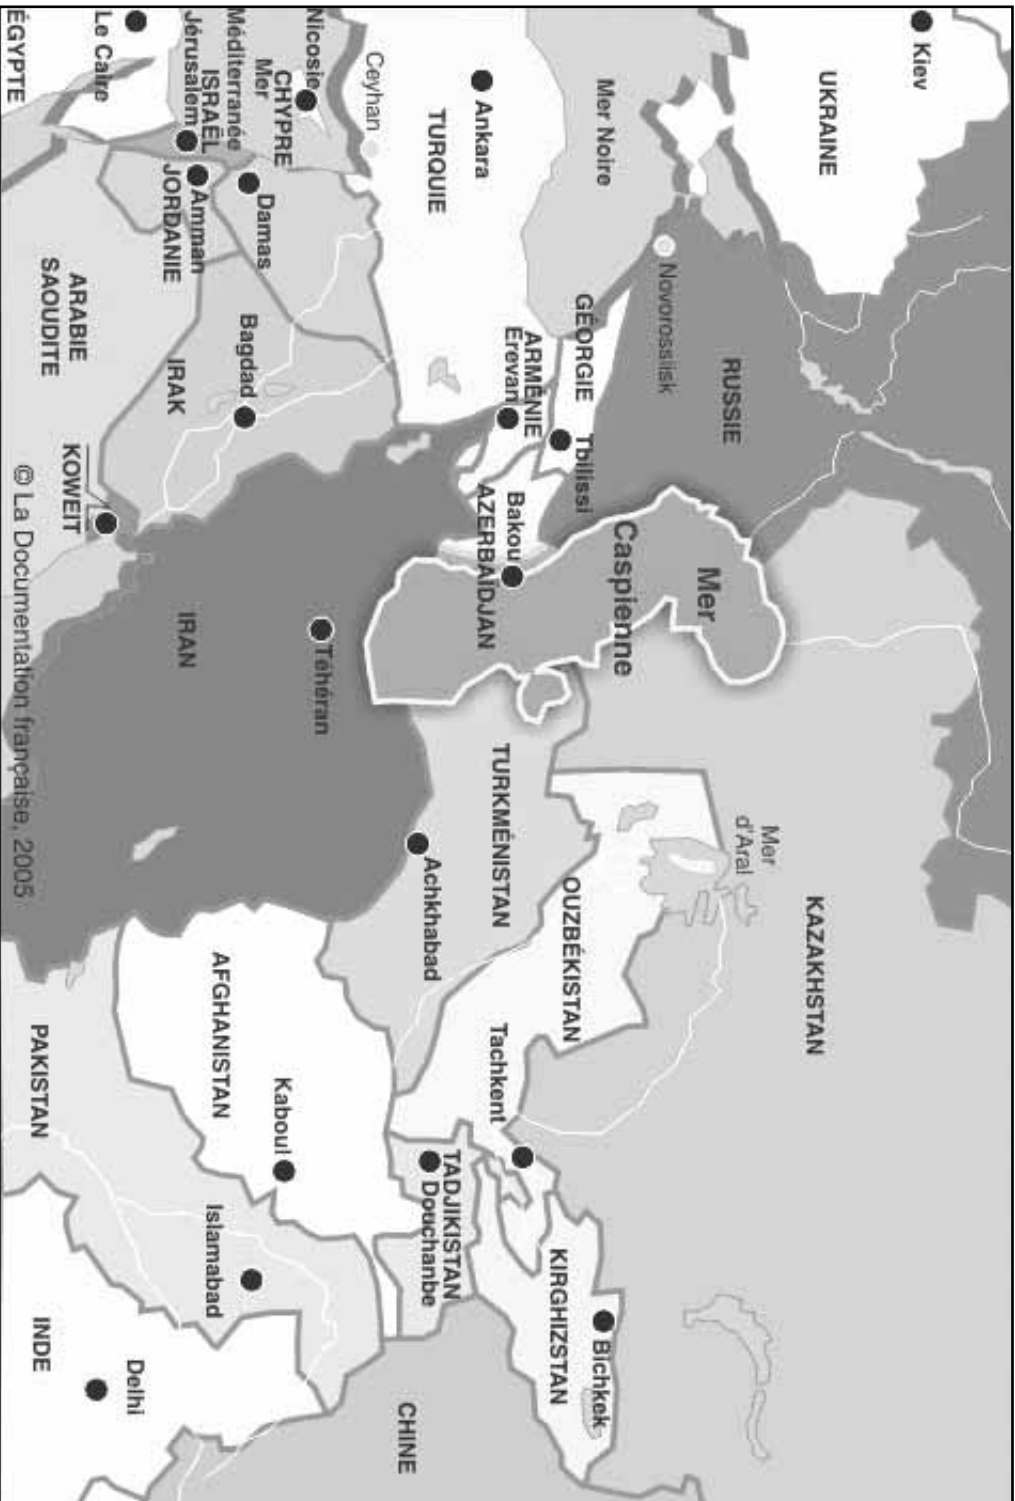 Kiev
UKRAINE
RUSSIE
KAZAKHSTAN
Mer
d'Aral
Mer
Caspienne
Novorossiisk
Mer Noire
GÉORGIE
Tbilissi
ARMÉNIE
Erevan
Bakou
AZERBAÏDJAN
Ankara
TURQUIE
TURKMÉNISTAN
Achkhabad
OUZBÉKISTAN
Tachkent
KIRGHIZSTAN
Bichkek
TADJIKISTAN
Douchanbe
CHINE
Ceyhan
Nicosie
CHYPRE
Mer
Méditerranée
Damas
ISRAËL
Jérusalem
Amman
JORDANIE
Bagdad
IRAK
Téhéran
IRAN
AFGHANISTAN
Kaboul
Islamabad
Delhi
Le Caire
ÉGYPTE
ARABIE
SAOUDITE
KOWEIT
PAKISTAN
INDE
© La Documentation française, 2005